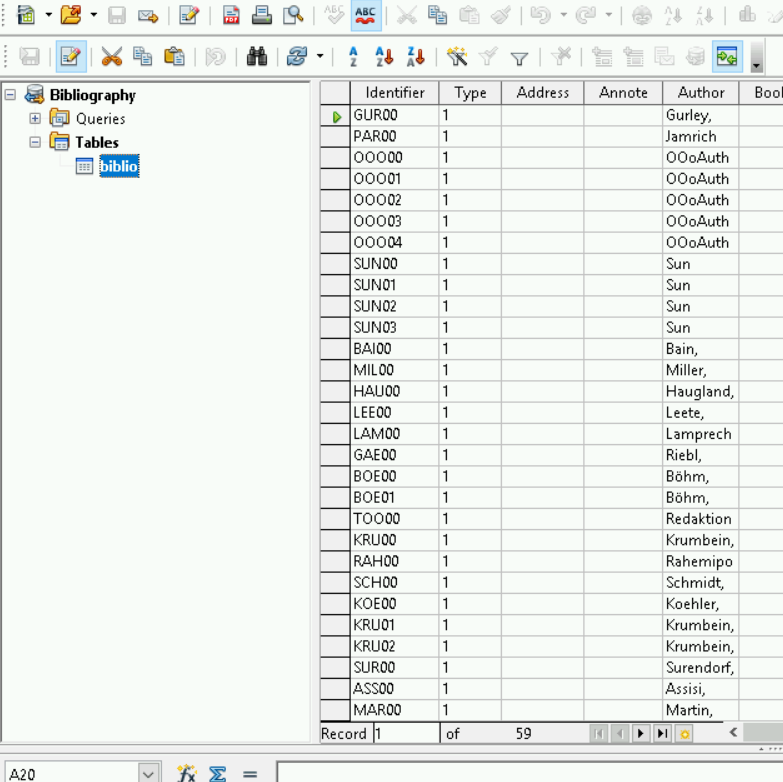 PDF ABC ABC
A Z A Z Z A
Bibliography
Queries
Tables
biblio
Identifier Type Address Annote Author Bool
GUR00 1 Gurley,
PAR00 1 Jamrich
OOO00 1 OOoAuth
OOO01 1 OOoAuth
OOO02 1 OOoAuth
OOO03 1 OOoAuth
OOO04 1 OOoAuth
SUN00 1 Sun
SUN01 1 Sun
SUN02 1 Sun
SUN03 1 Sun
BAI00 1 Bain,
MIL00 1 Miller,
HAU00 1 Haugland,
LEE00 1 Leete,
LAM00 1 Lamprech
GAE00 1 Riebl,
BOE00 1 Böhm,
BOE01 1 Böhm,
TOO00 1 Redaktion
KRU00 1 Krumbein,
RAH00 1 Rahemipo
SCH00 1 Schmidt,
KOE00 1 Koehler,
KRU01 1 Krumbein,
KRU02 1 Krumbein,
SUR00 1 Surendorf,
ASS00 1 Assisi,
MAR00 1 Martin,
Record 1 of 59
A20 fx Σ =